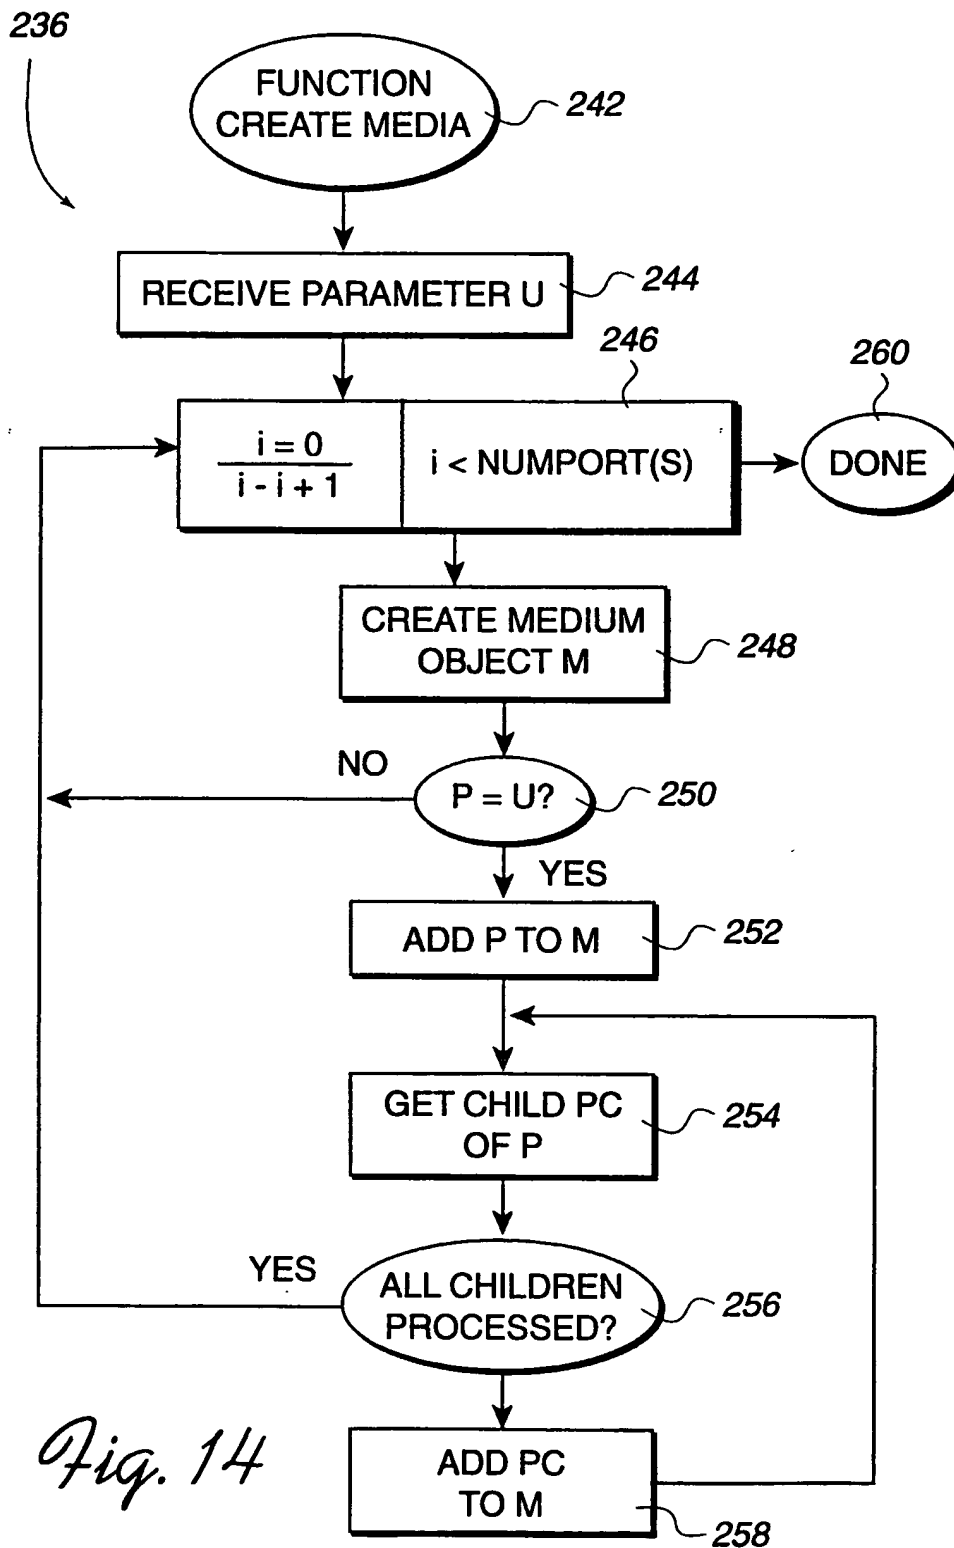 236
FUNCTION
CREATE MEDIA
242
RECEIVE PARAMETER U
244
246
260
i = 0
i - i + 1
i < NUMPORT(S)
DONE
CREATE MEDIUM
OBJECT M
248
NO
P = U?
250
YES
ADD P TO M
252
GET CHILD PC
OF P
254
YES
ALL CHILDREN
PROCESSED?
256
ADD PC
TO M
258
Fig. 14